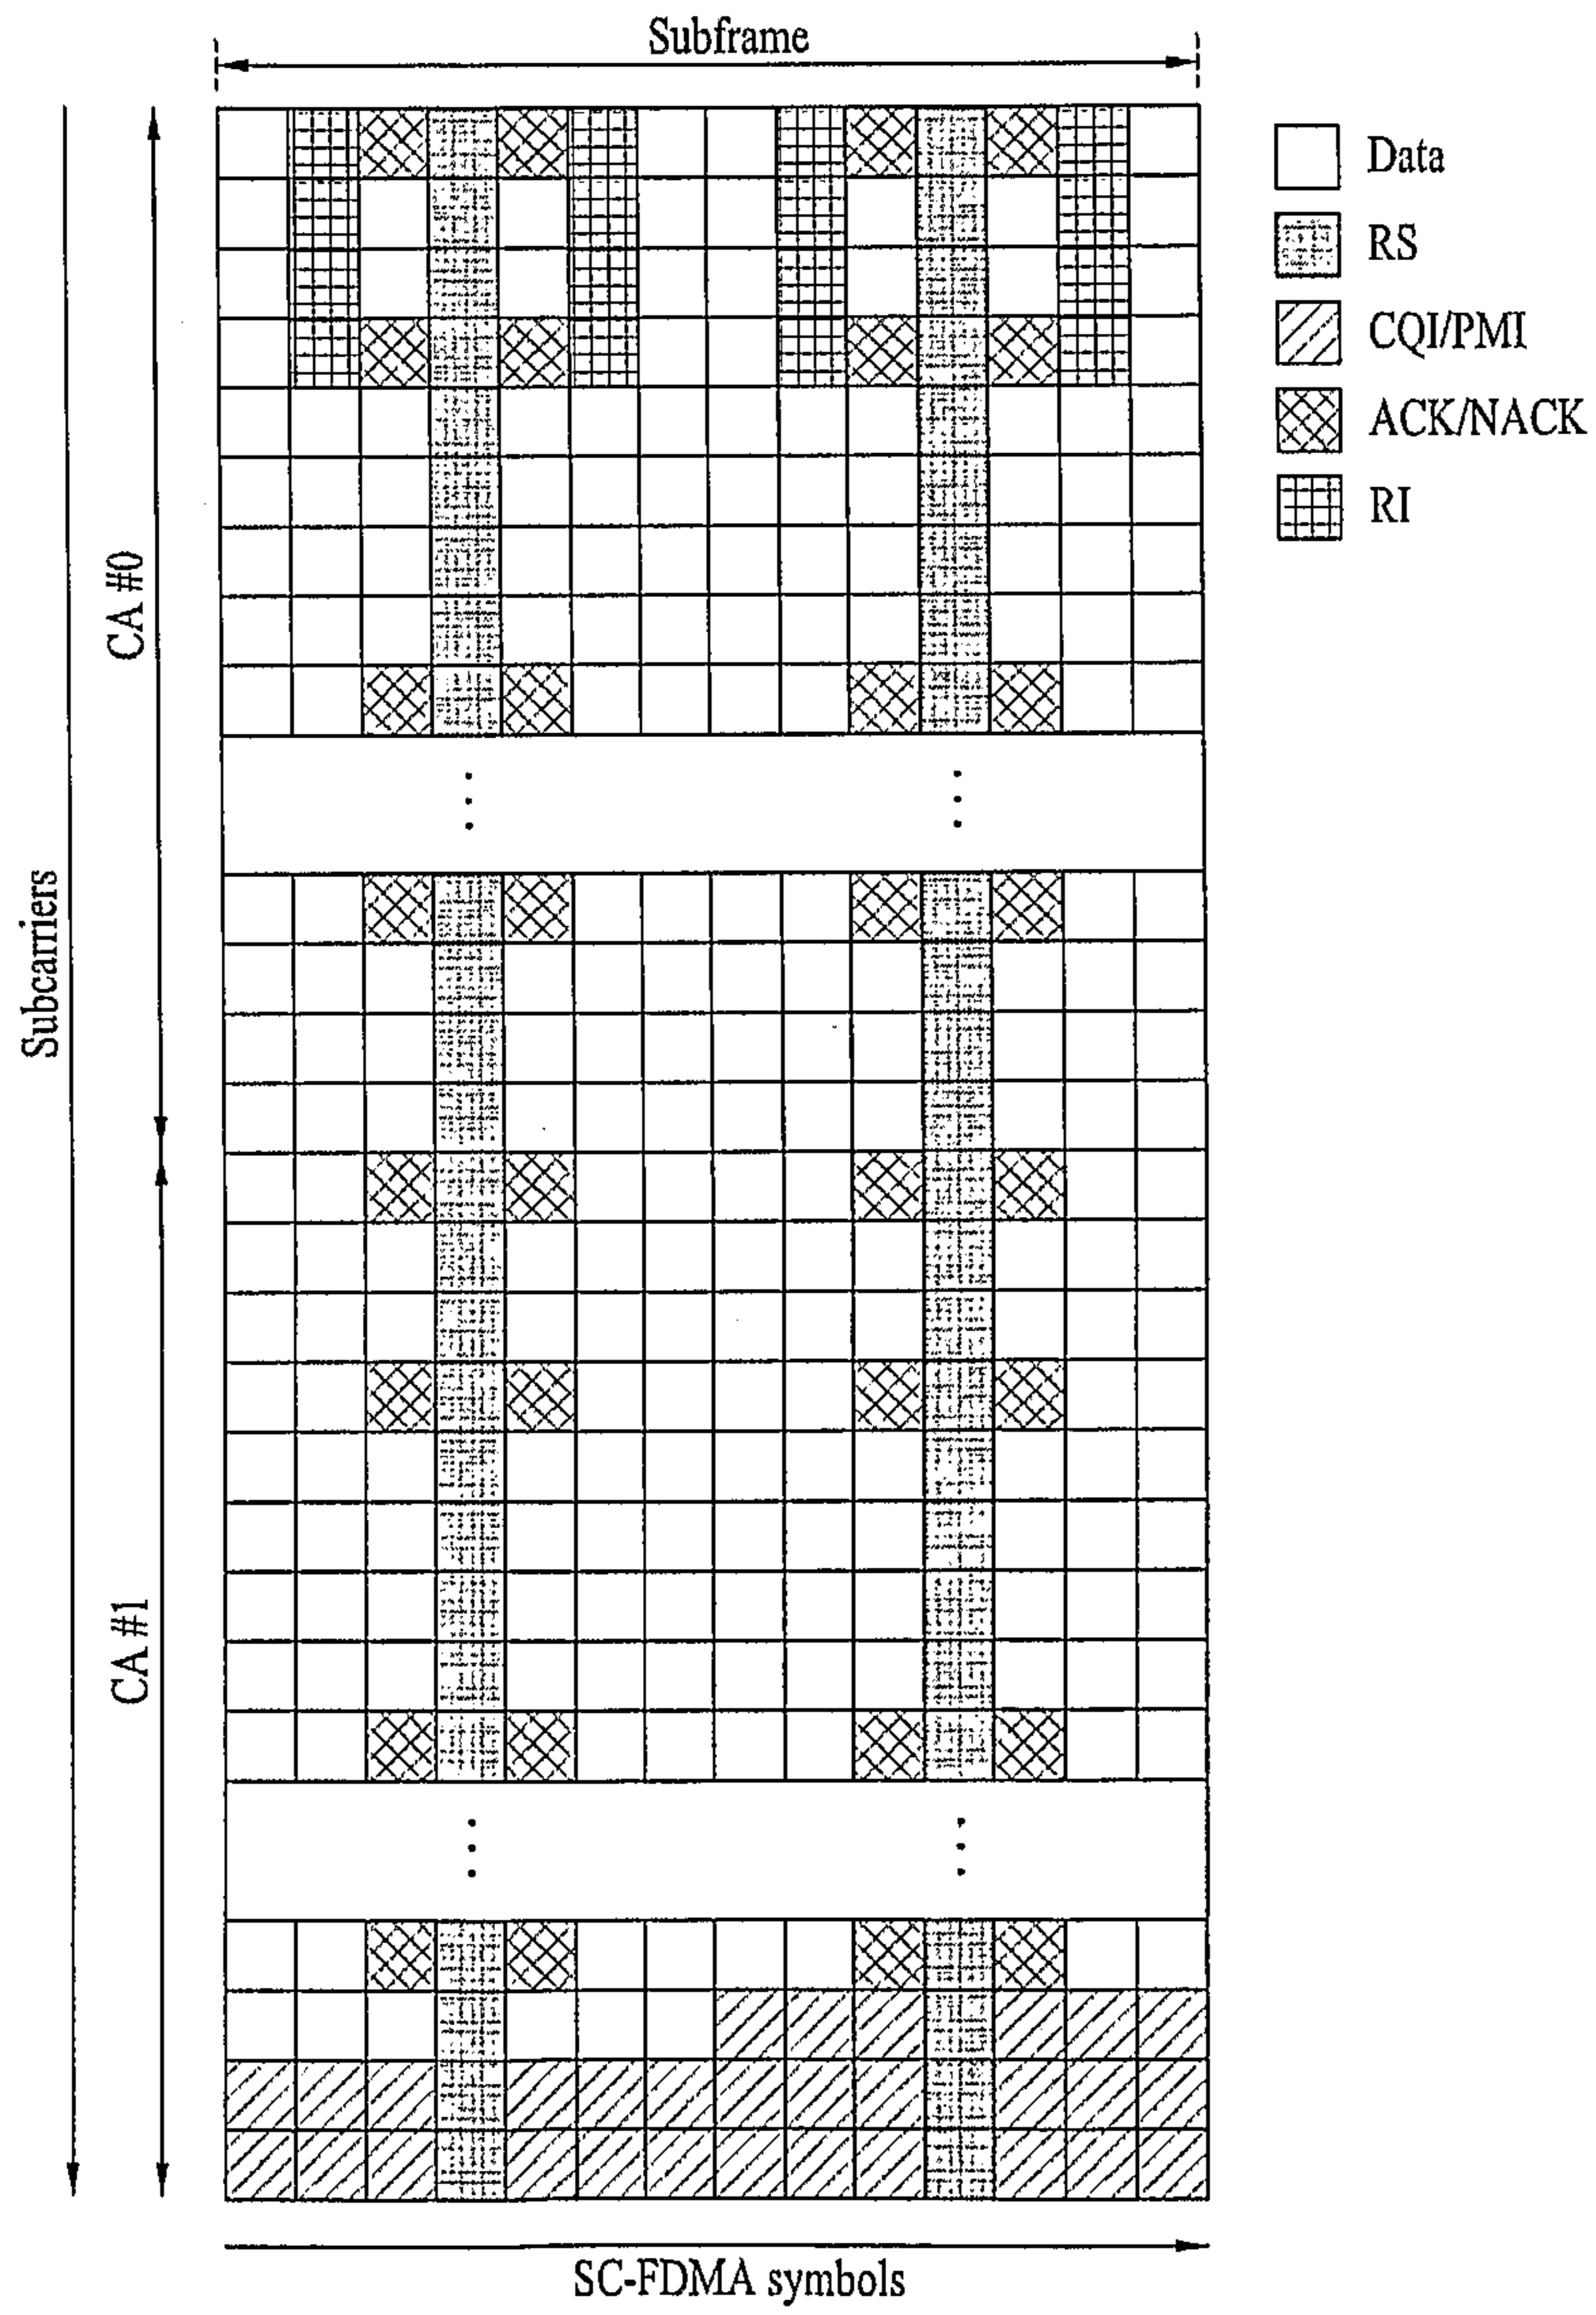 Subframe
Data
RS
CQI/PMI
ACK/NACK
RI
CA #0
Subcarriers
CA #1
SC-FDMA symbols